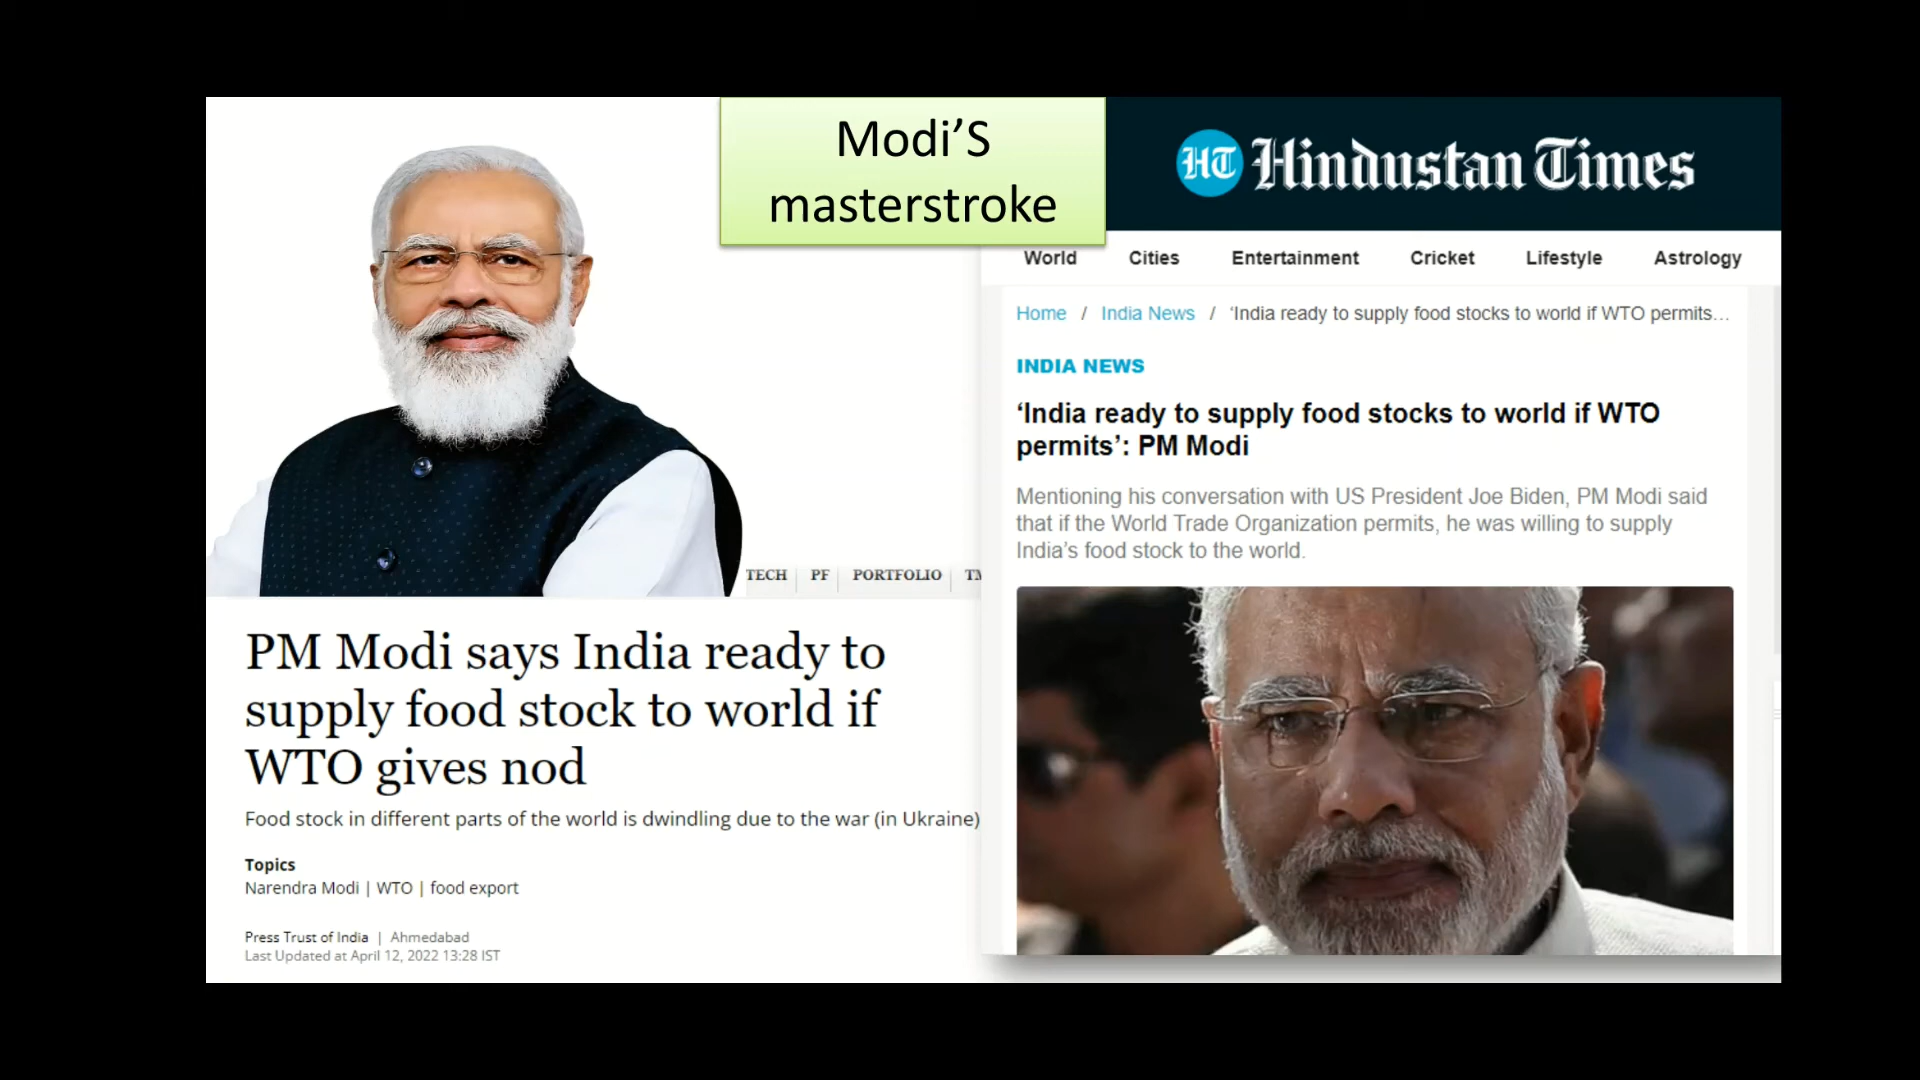 Modi’S
masterstroke
TECH PF PORTFOLIO
PM Modi says India ready to
supply food stock to world if
WTO gives nod
Food stock in different parts of the world is dwindling due to the war (in Ukraine)
Topics
Narendra Modi | WTO | food export
Press Trust of India | Ahmedabad
Last Updated at April 12, 2022 13:28 IST
HT Hindustan Times
World Cities Entertainment Cricket Lifestyle Astrology
Home / India News / ‘India ready to supply food stocks to world if WTO permits...
INDIA NEWS
‘India ready to supply food stocks to world if WTO
permits’: PM Modi
Mentioning his conversation with US President Joe Biden, PM Modi said
that if the World Trade Organization permits, he was willing to supply
India’s food stock to the world.